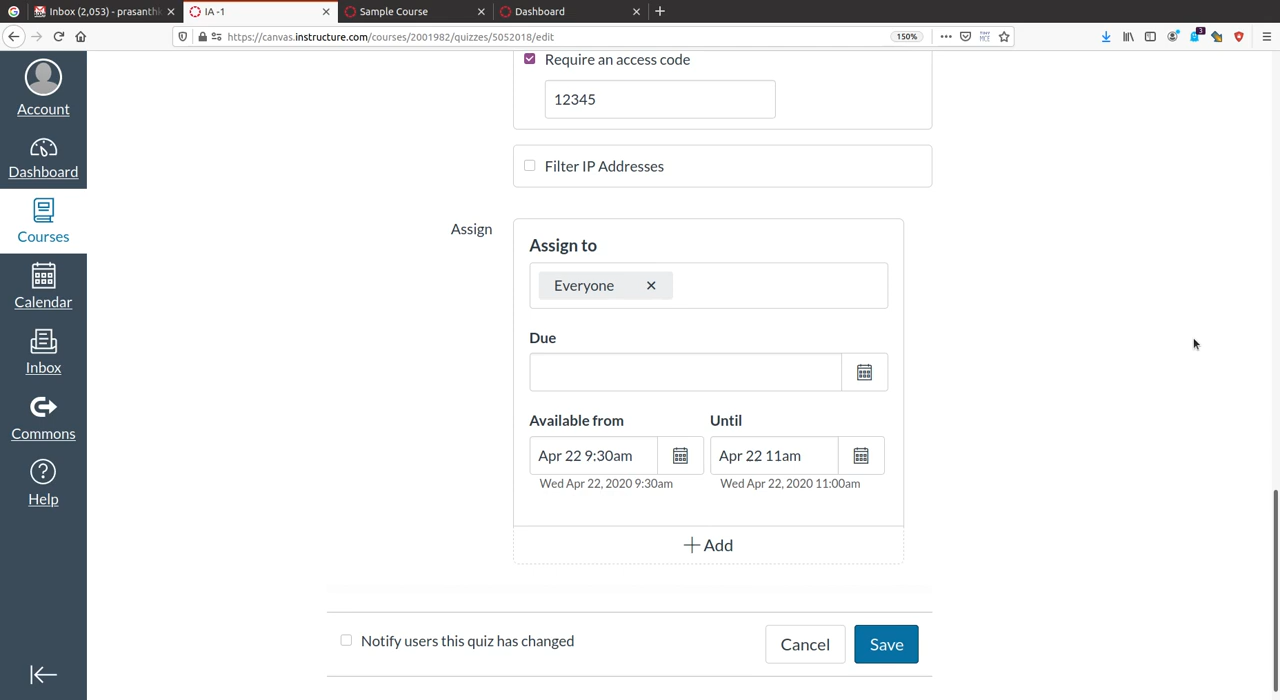 Inbox (2,053) - prasanth
IA -1
Sample Course
Dashboard
https://canvas.instructure.com/courses/2001982/quizzes/5052018/edit
150%
3
Account
Dashboard
Courses
Calendar
Inbox
Commons
Help
Require an access code
12345
Filter IP Addresses
Assign
Assign to
Everyone
Due
Available from Until
Apr 22 9:30am Apr 22 11am
Wed Apr 22, 2020 9:30am Wed Apr 22, 2020 11:00am
+ Add
Notify users this quiz has changed
Cancel Save